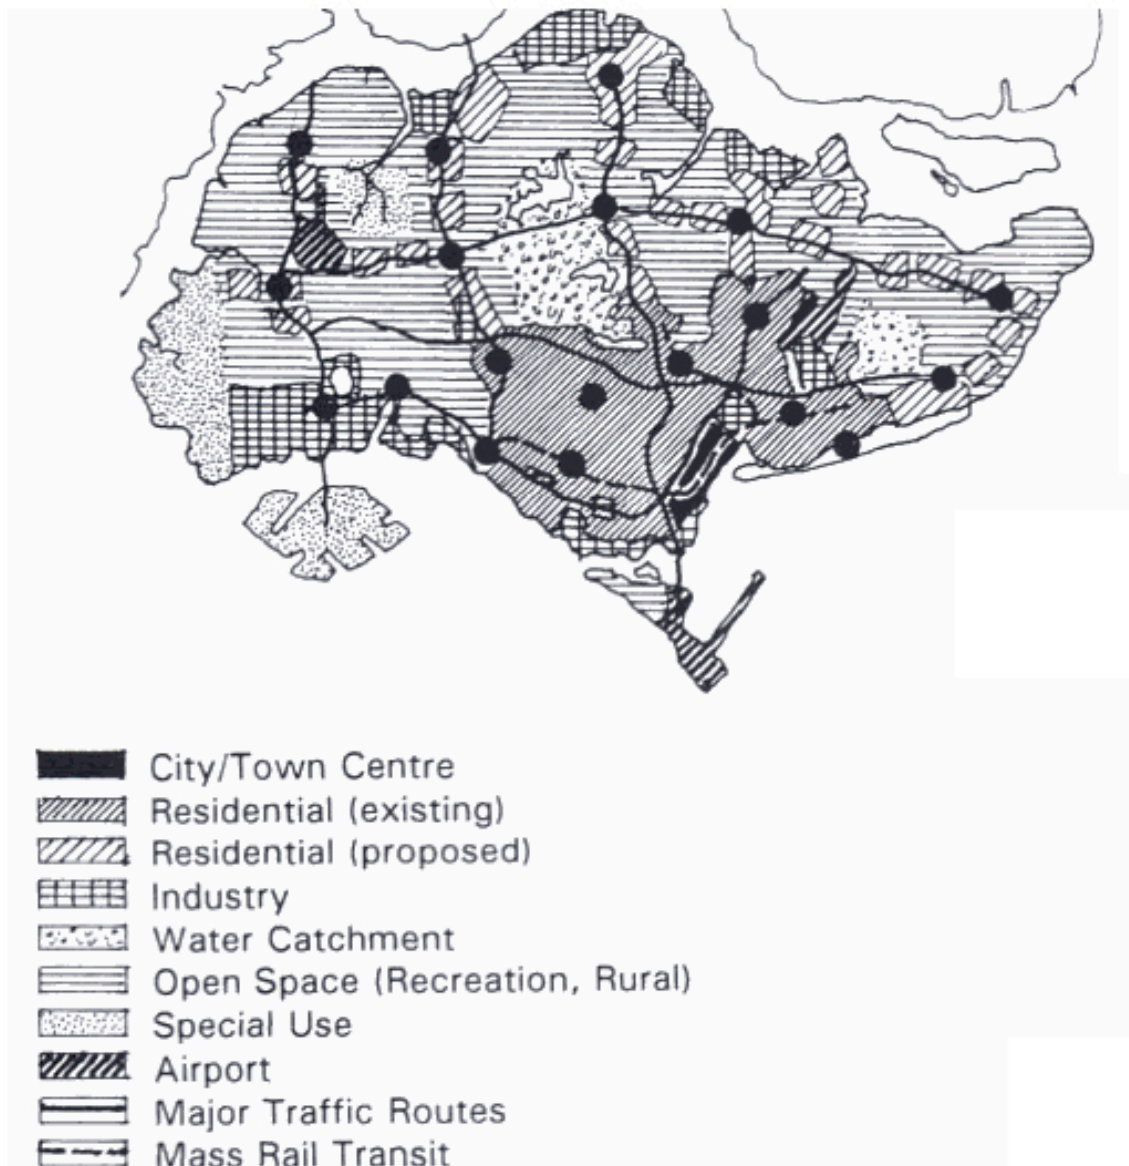 City/Town Centre
Residential (existing)
Residential (proposed)
Industry
Water Catchment
Open Space (Recreation, Rural)
Special Use
Airport
Major Traffic Routes
Mass Rail Transit